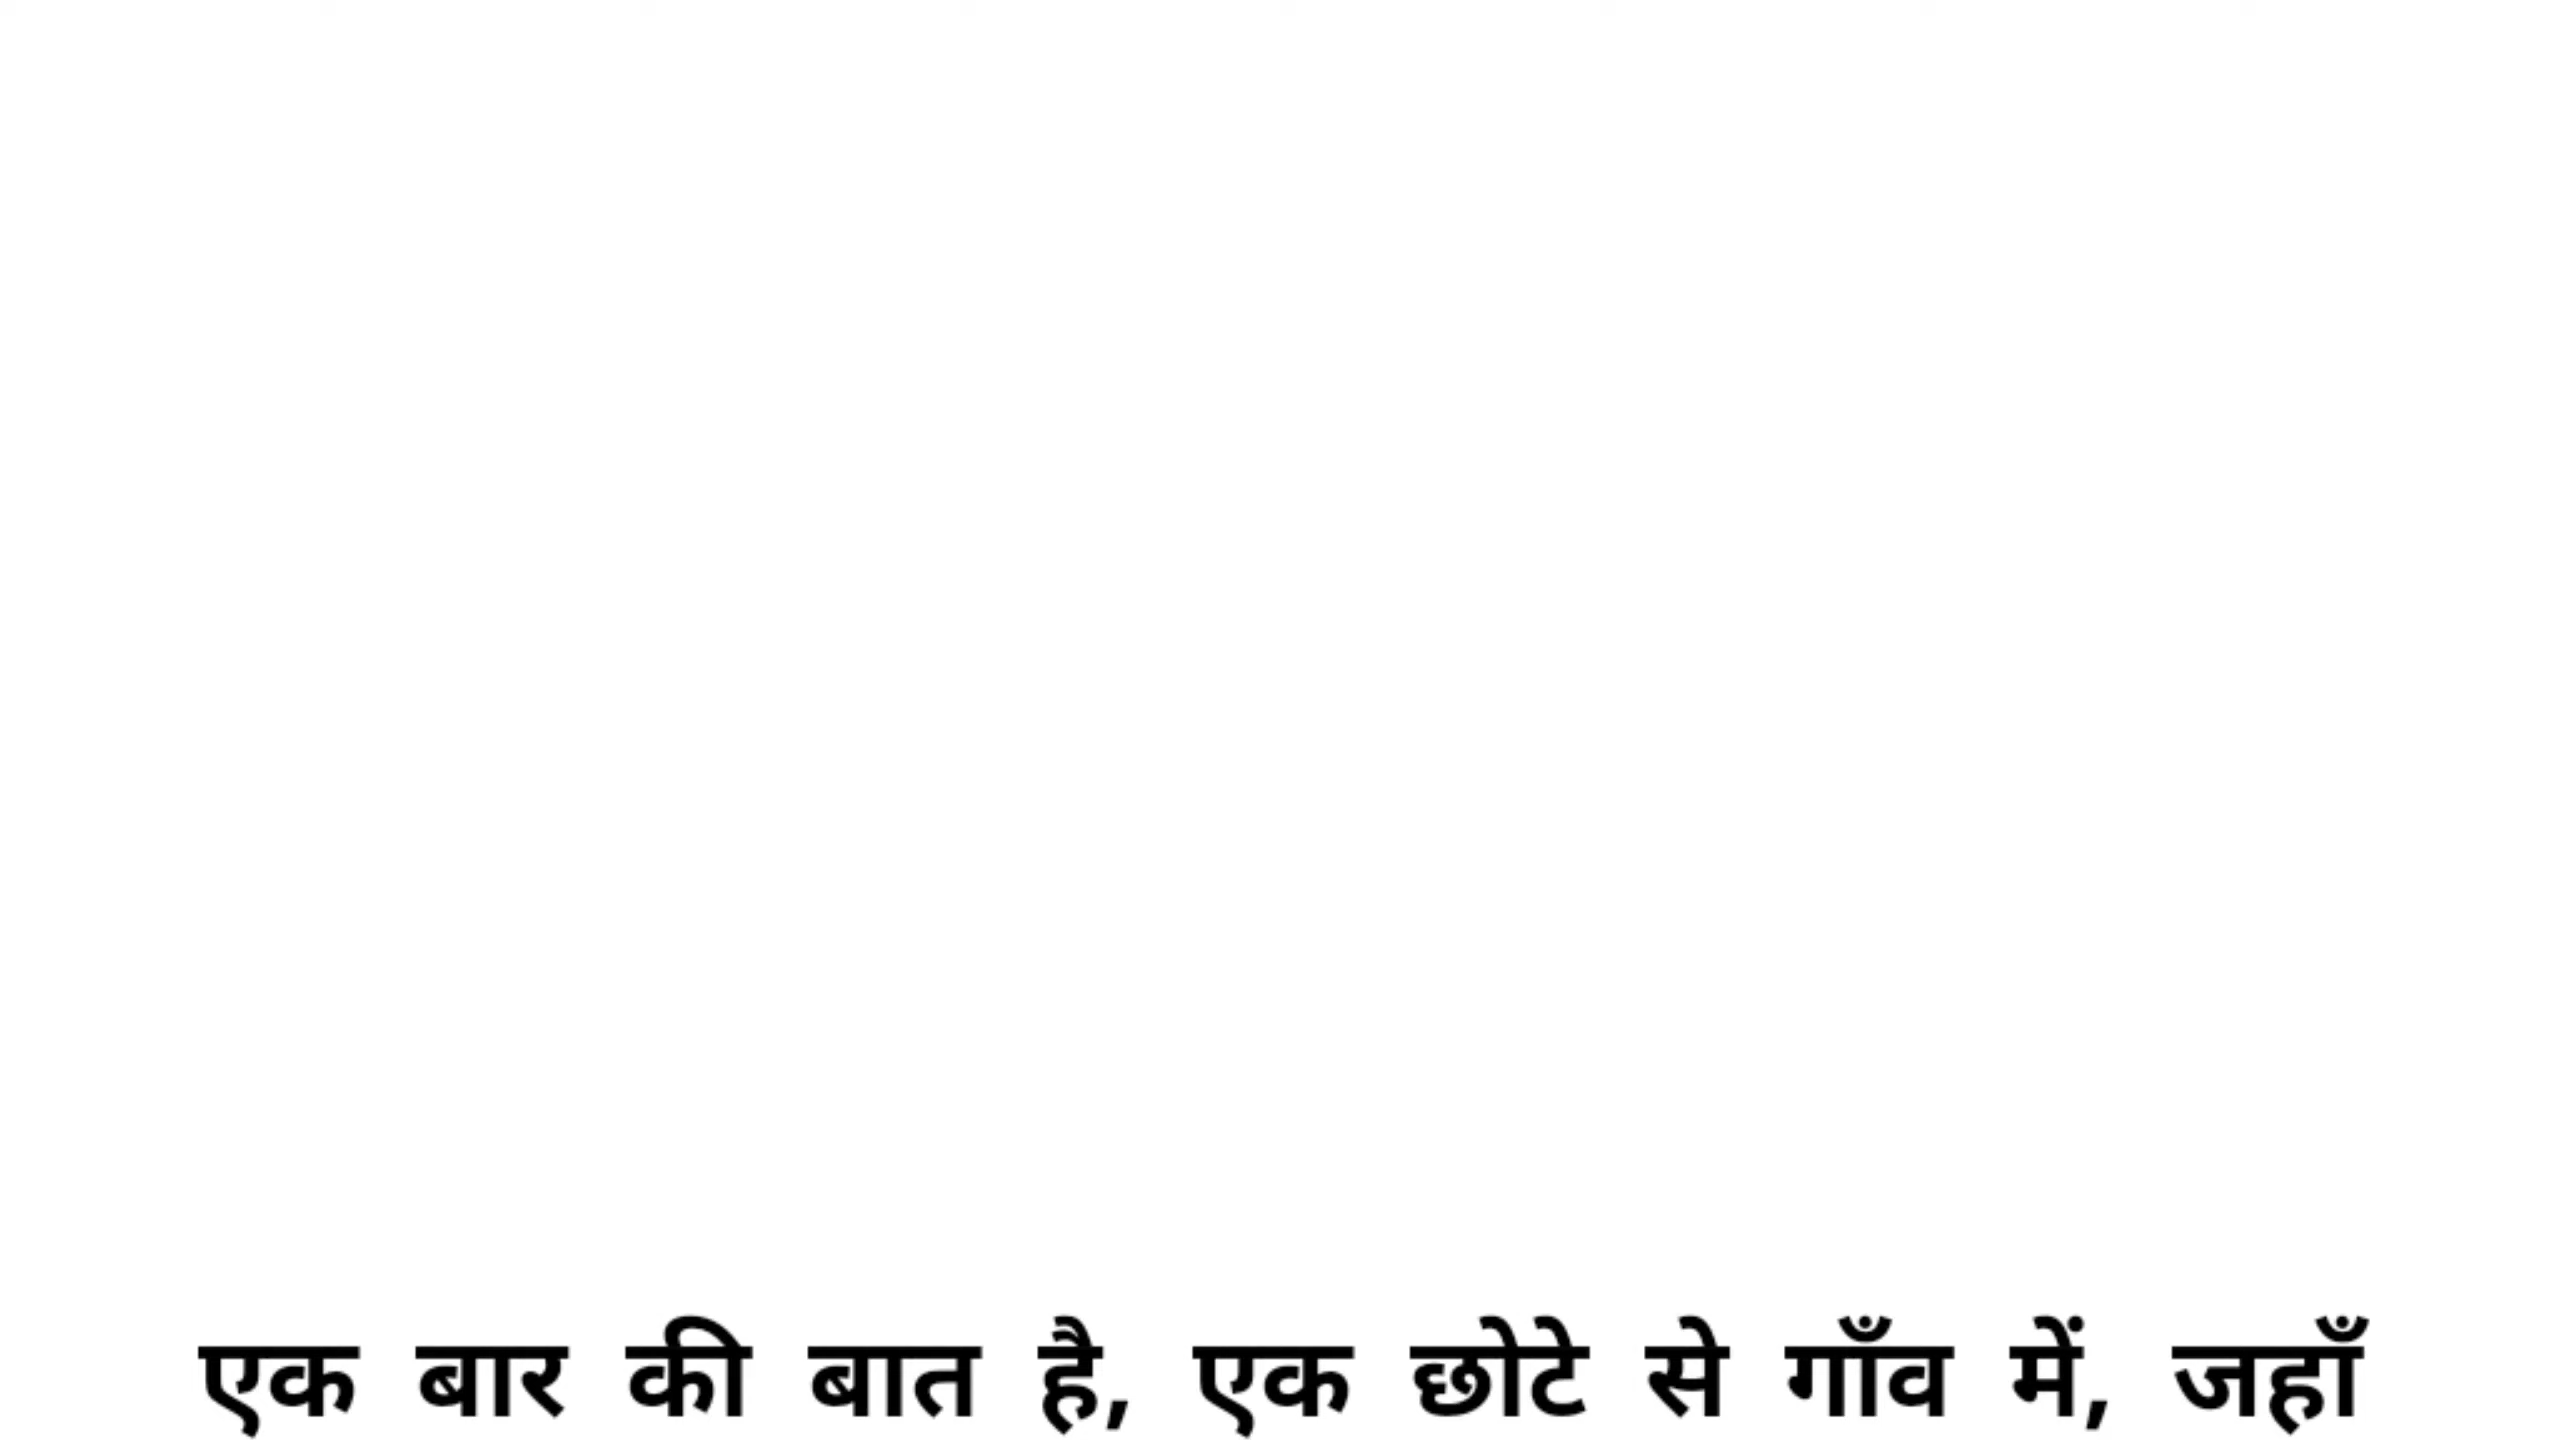 एक बार की बात है, एक छोटे से गाँव में, जहाँ